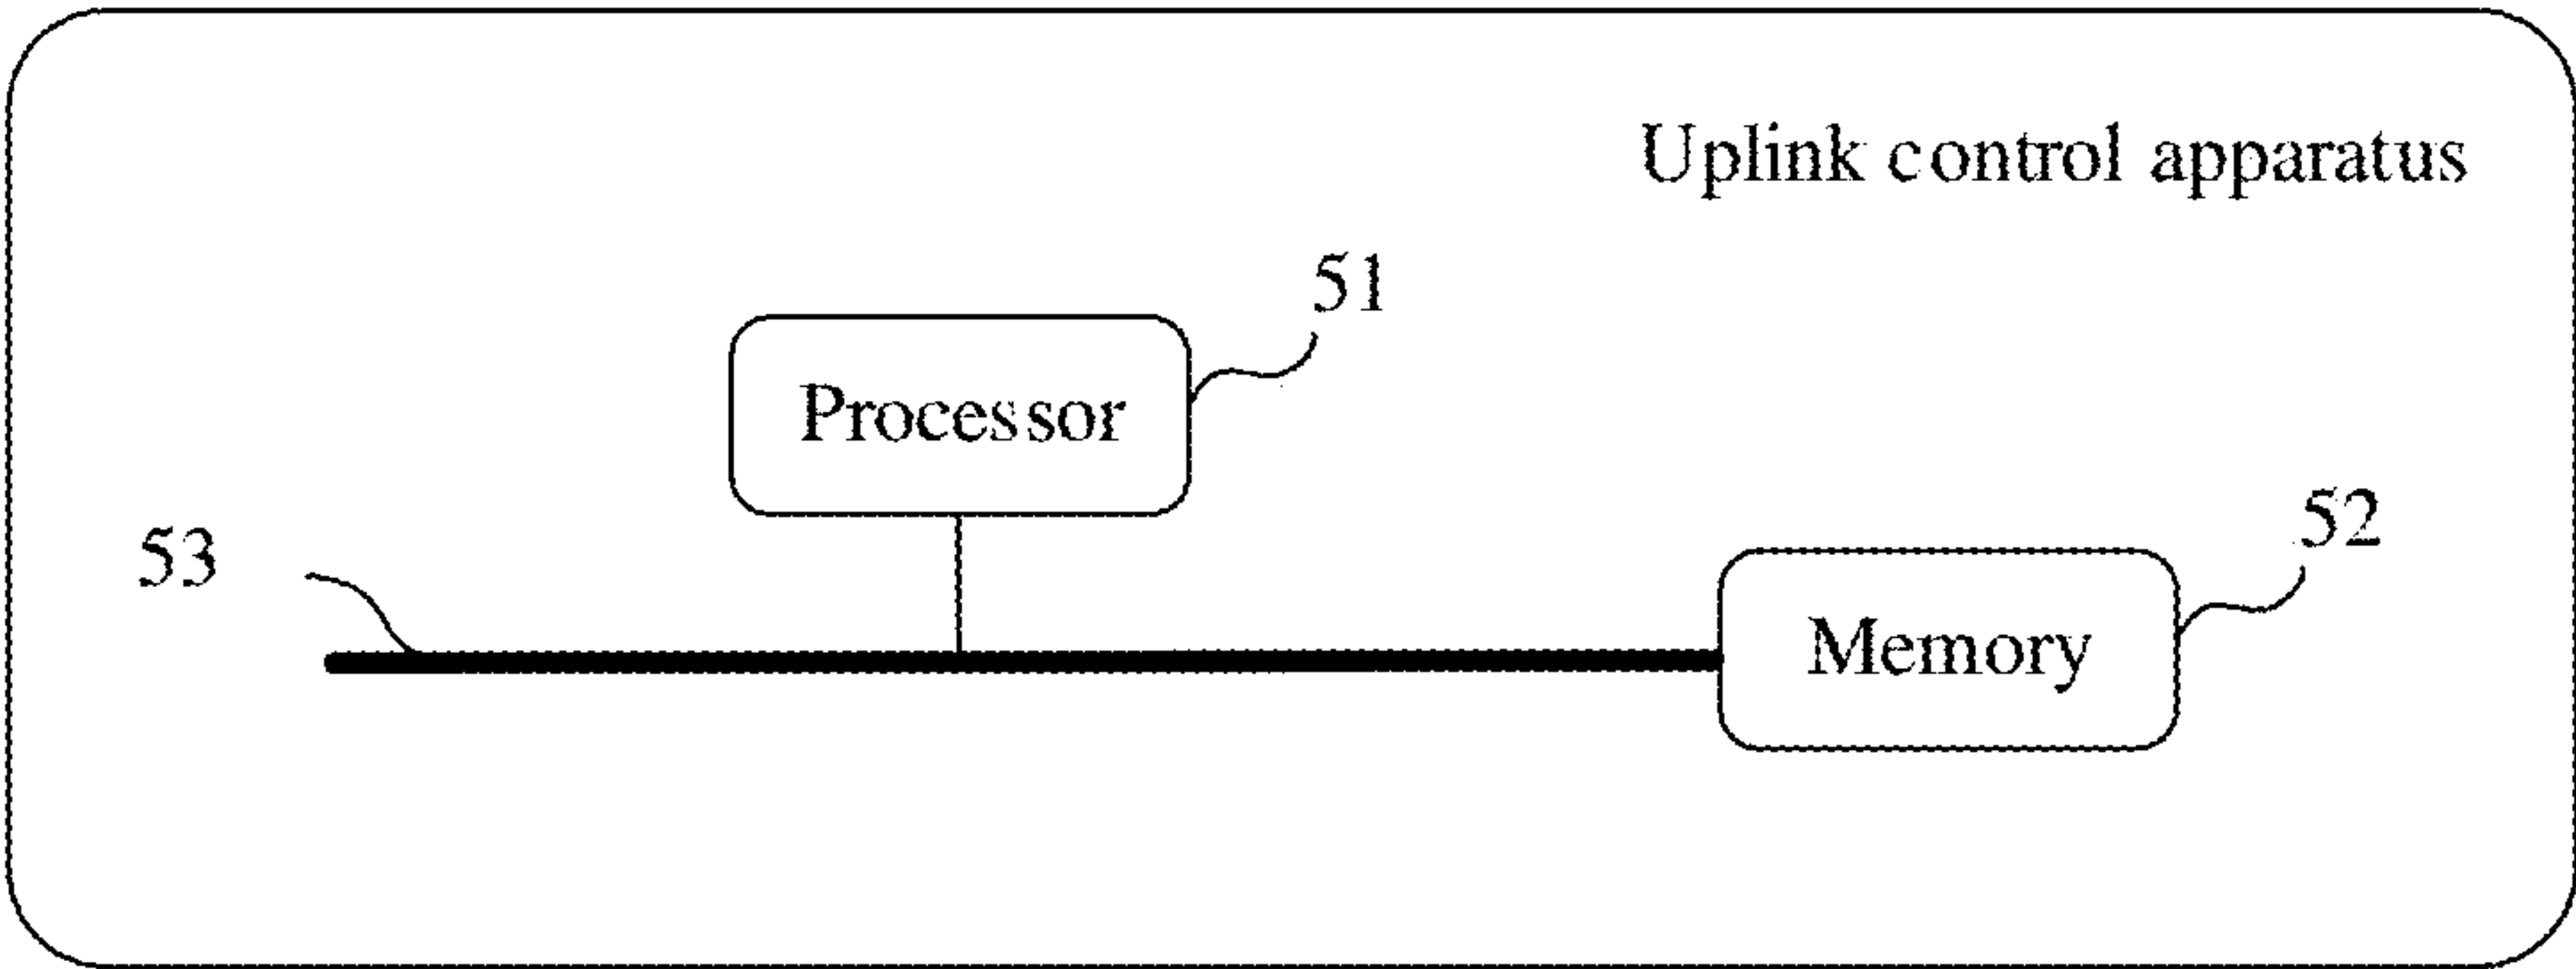 Uplink control apparatus
51
Processor
52
53
Memory